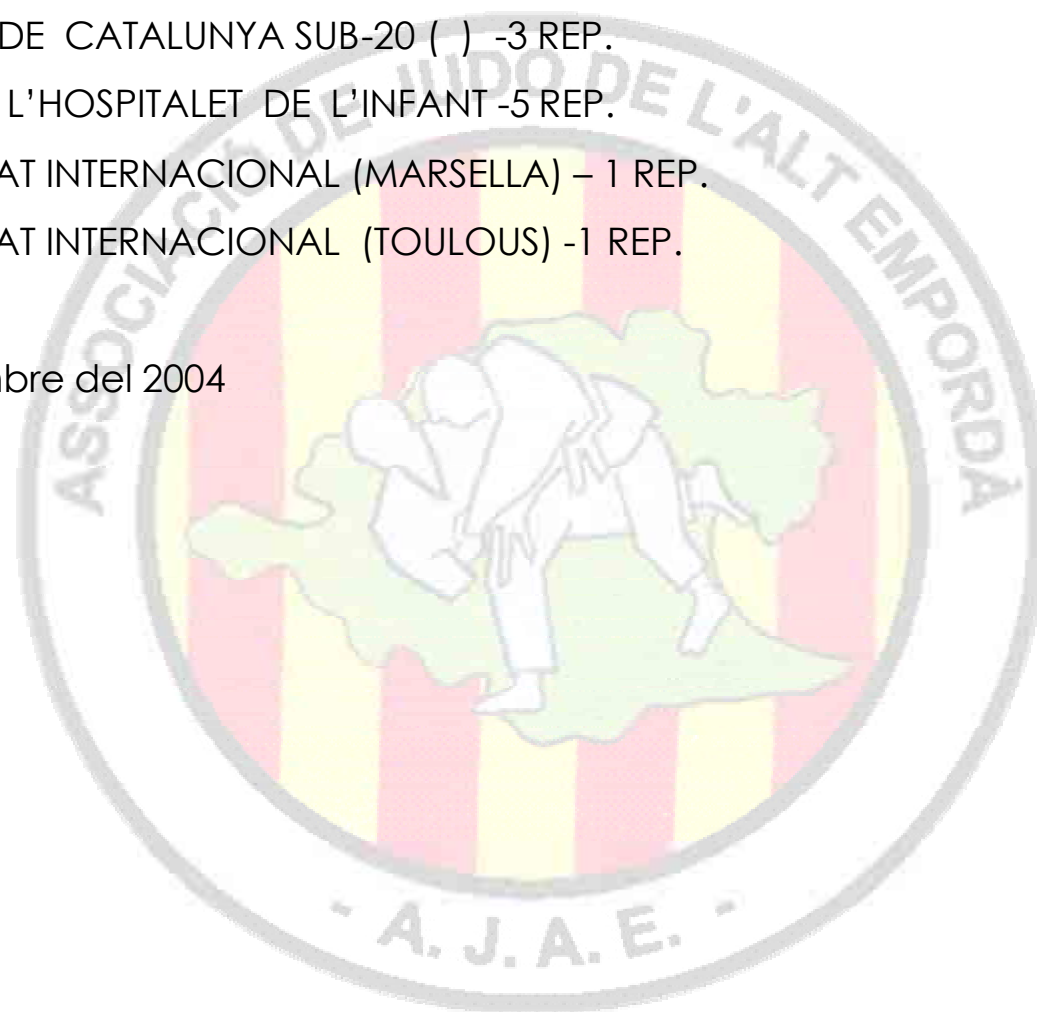 DE CATALUNYA SUB-20 ( ) -3 REP.
L'HOSPITALET DE L'INFANT -5 REP.
AT INTERNACIONAL (MARSELLA) – 1 REP.
AT INTERNACIONAL (TOULOUS) -1 REP.
mbre del 2004
ASSOCIACIÓ DE JUDO DE L'ALT EMPORDÀ
- A. J. A. E. -